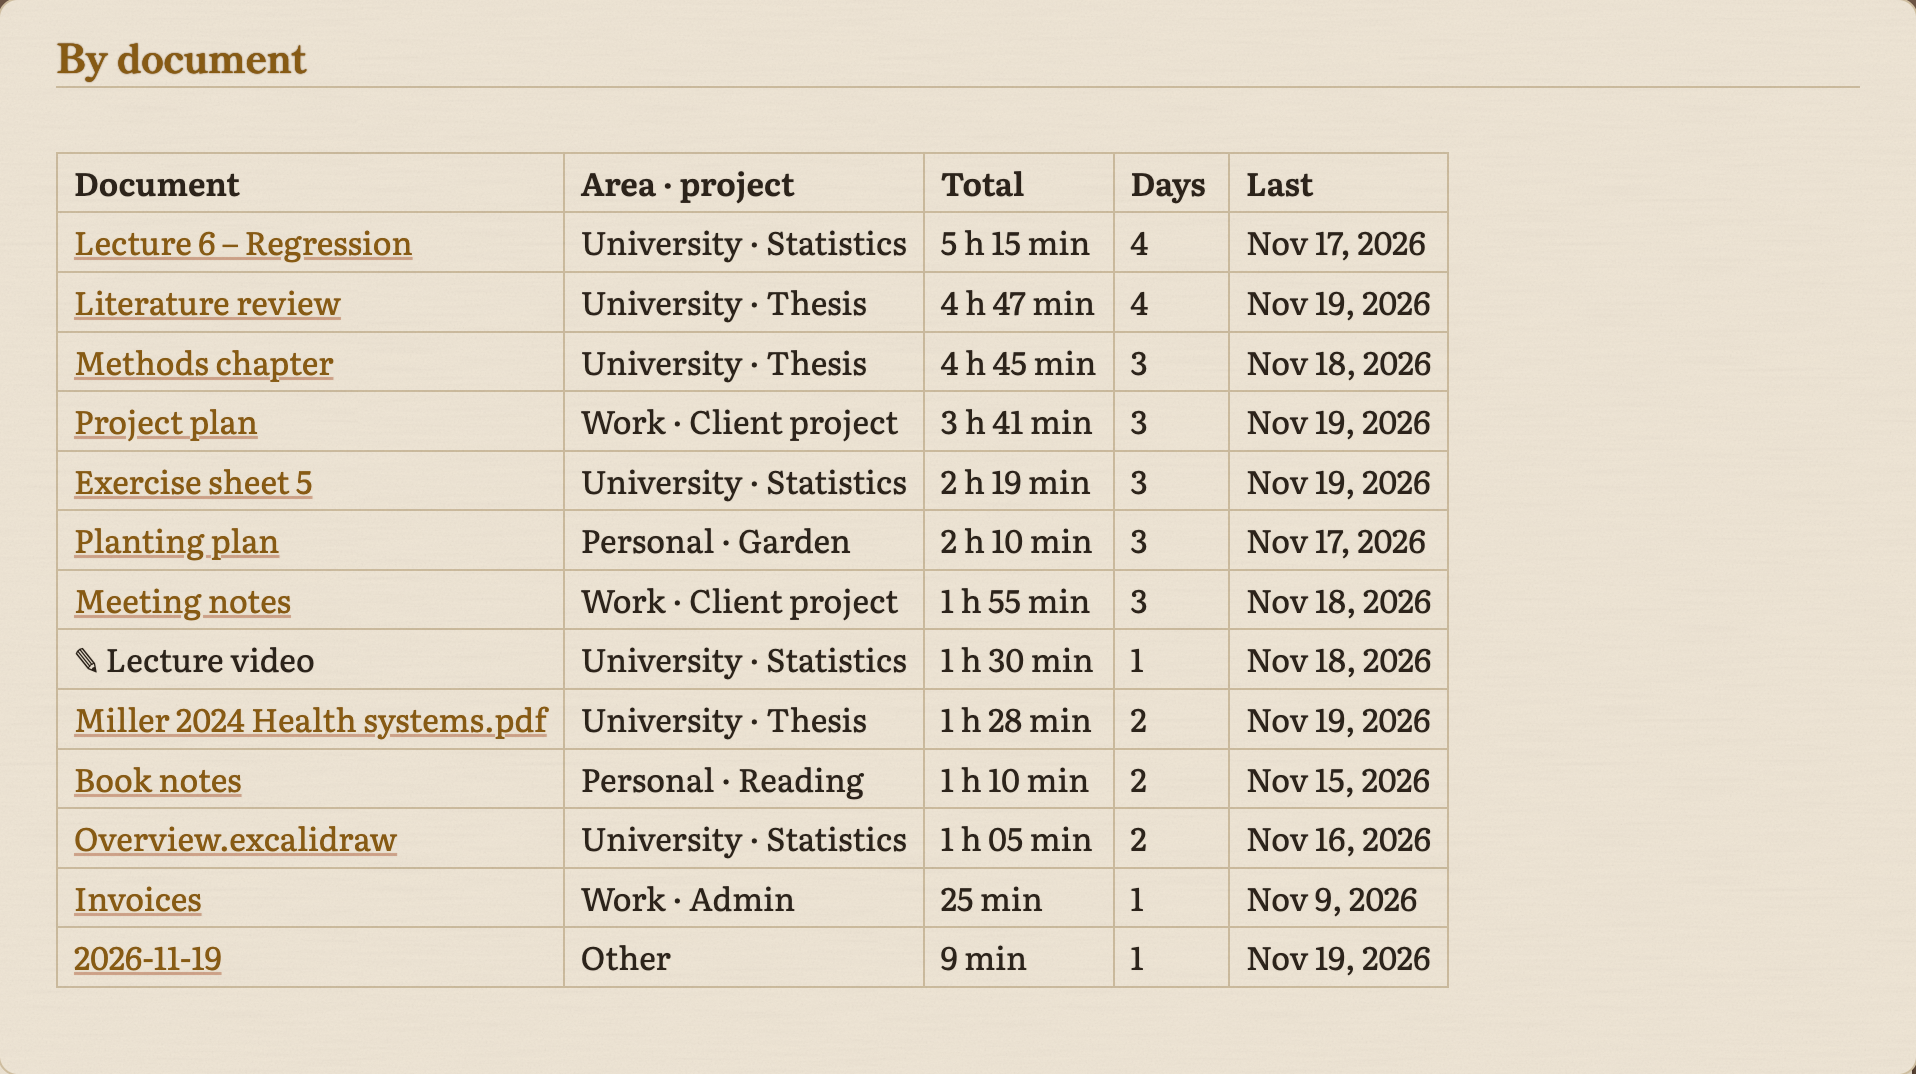 By document
Document Area · project Total Days Last
Lecture 6 – Regression University · Statistics 5 h 15 min 4 Nov 17, 2026
Literature review University · Thesis 4 h 47 min 4 Nov 19, 2026
Methods chapter University · Thesis 4 h 45 min 3 Nov 18, 2026
Project plan Work · Client project 3 h 41 min 3 Nov 19, 2026
Exercise sheet 5 University · Statistics 2 h 19 min 3 Nov 19, 2026
Planting plan Personal · Garden 2 h 10 min 3 Nov 17, 2026
Meeting notes Work · Client project 1 h 55 min 3 Nov 18, 2026
✎ Lecture video University · Statistics 1 h 30 min 1 Nov 18, 2026
Miller 2024 Health systems.pdf University · Thesis 1 h 28 min 2 Nov 19, 2026
Book notes Personal · Reading 1 h 10 min 2 Nov 15, 2026
Overview.excalidraw University · Statistics 1 h 05 min 2 Nov 16, 2026
Invoices Work · Admin 25 min 1 Nov 9, 2026
2026-11-19 Other 9 min 1 Nov 19, 2026